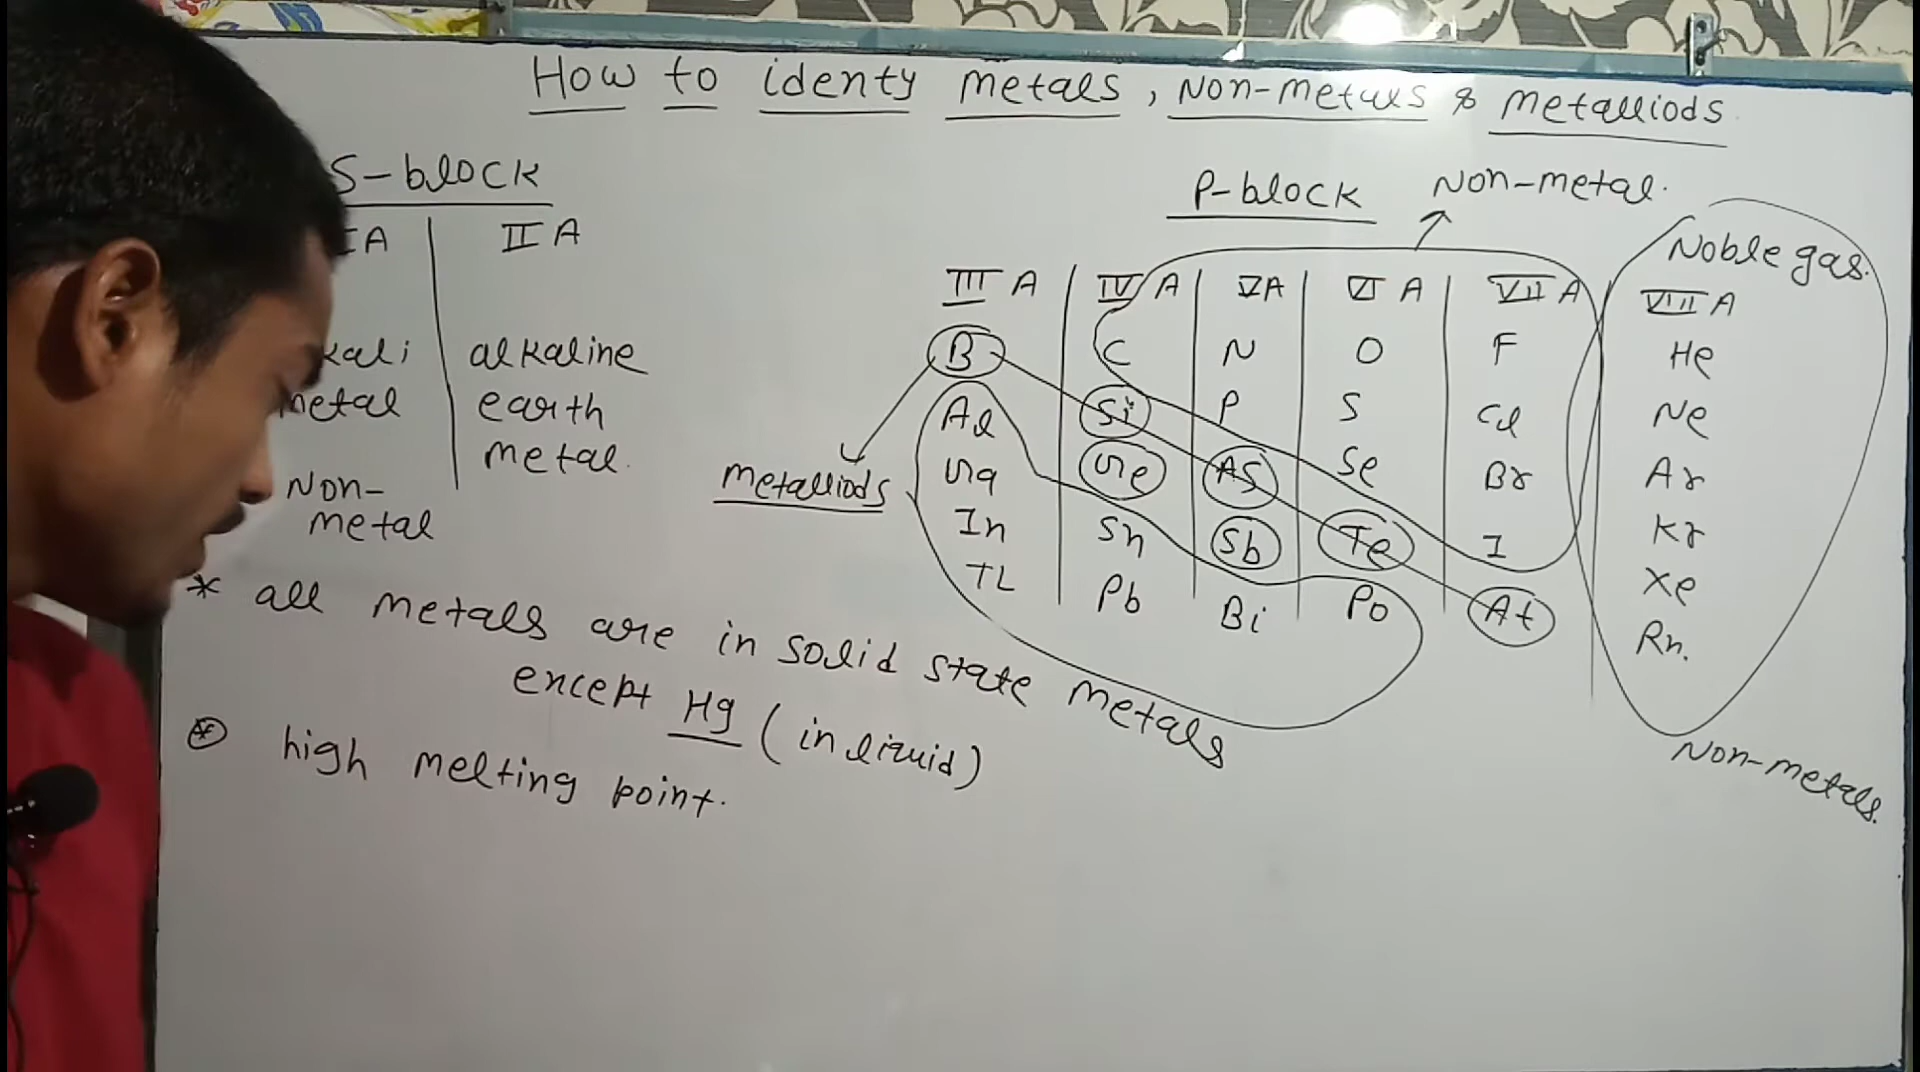 How to identy metals, Non-metals & metalliods
S-block
IA IIA
kali alkaline
metal earth
metal.
Non-
metal
P-block Non-metal.
Noble gas.
III A IV A VA VI A VII A VIII A
B C N O F He
Al Si P S Cl Ne
Ga Ge As Se Br Ar
In Sn Sb Te I Kr
TL Pb Bi Po At Xe
Rn.
metalliods
metals
Non-metals.
* all metals are in solid state
except Hg (in liquid)
* high melting point.